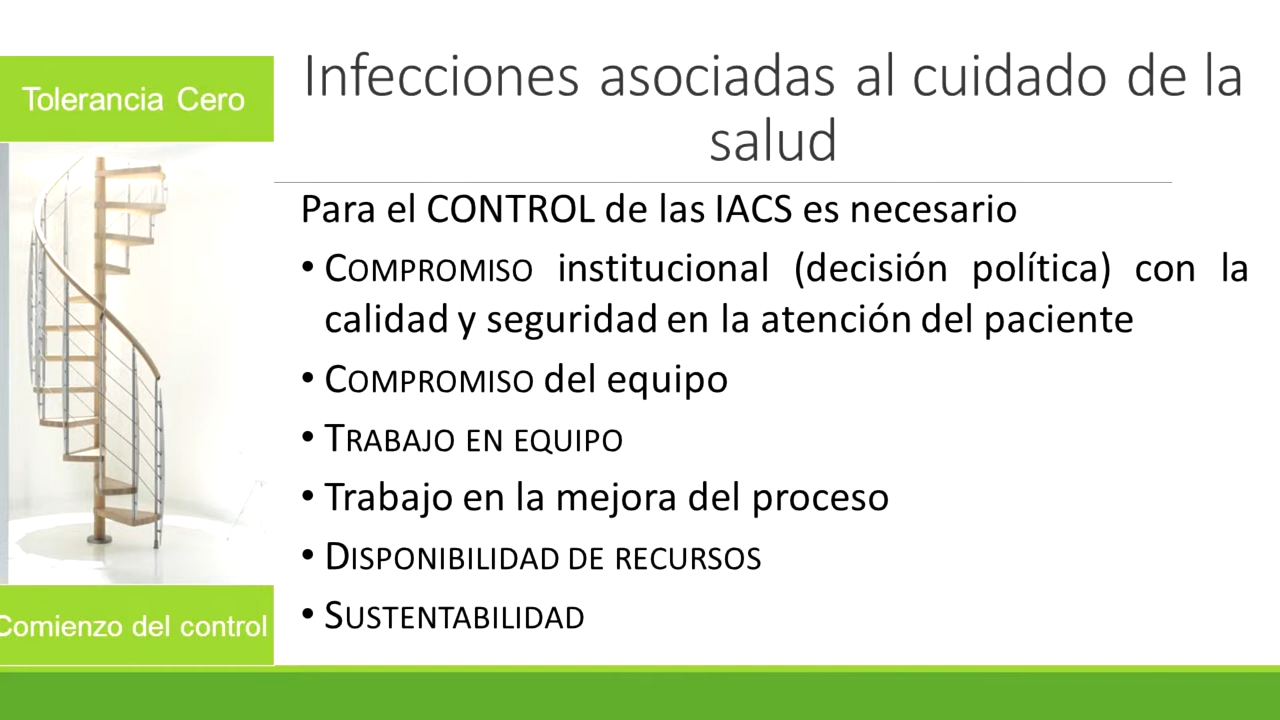 Tolerancia Cero
Infecciones asociadas al cuidado de la
salud
Para el CONTROL de las IACS es necesario
• COMPROMISO institucional (decisión política) con la
calidad y seguridad en la atención del paciente
• COMPROMISO del equipo
• TRABAJO EN EQUIPO
• Trabajo en la mejora del proceso
• DISPONIBILIDAD DE RECURSOS
• SUSTENTABILIDAD
Comienzo del control